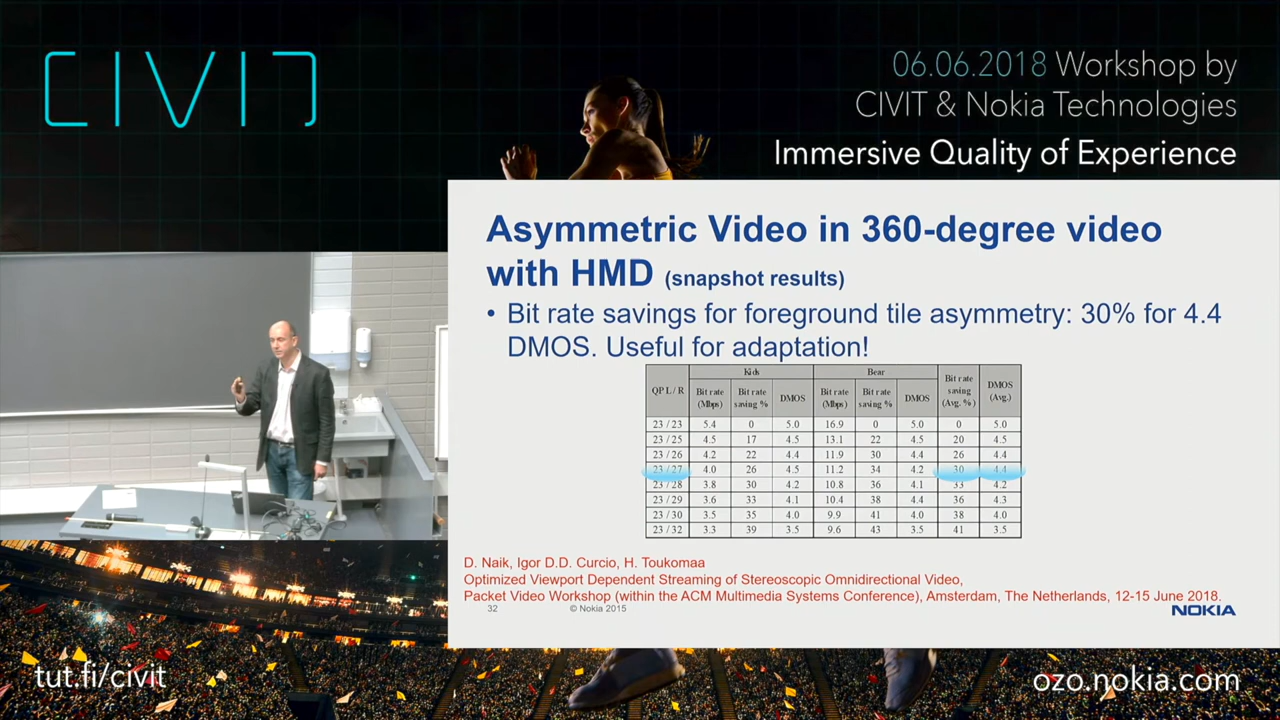 CIVIT
06.06.2018 Workshop by
CIVIT & Nokia Technologies
Immersive Quality of Experience
Asymmetric Video in 360-degree video
with HMD (snapshot results)
• Bit rate savings for foreground tile asymmetry: 30% for 4.4
DMOS. Useful for adaptation!
QP L / R Kids Bear Bit rate saving (Avg. %) DMOS (Avg.)
Bit rate (Mbps) Bit rate saving % DMOS Bit rate (Mbps) Bit rate saving % DMOS
23 / 23 5.4 0 5.0 16.9 0 5.0 0 5.0
23 / 25 4.5 17 4.5 13.1 22 4.5 20 4.5
23 / 26 4.2 22 4.4 11.9 30 4.4 26 4.4
23 / 27 4.0 26 4.5 11.2 34 4.2 30 4.4
23 / 28 3.8 30 4.2 10.8 36 4.1 33 4.2
23 / 29 3.6 33 4.1 10.4 38 4.4 36 4.3
23 / 30 3.5 35 4.0 9.9 41 4.0 38 4.0
23 / 32 3.3 39 3.5 9.6 43 3.5 41 3.5
D. Naik, Igor D.D. Curcio, H. Toukomaa
Optimized Viewport Dependent Streaming of Stereoscopic Omnidirectional Video,
Packet Video Workshop (within the ACM Multimedia Systems Conference), Amsterdam, The Netherlands, 12-15 June 2018.
32 © Nokia 2015 NOKIA
tut.fi/civit
ozo.nokia.com